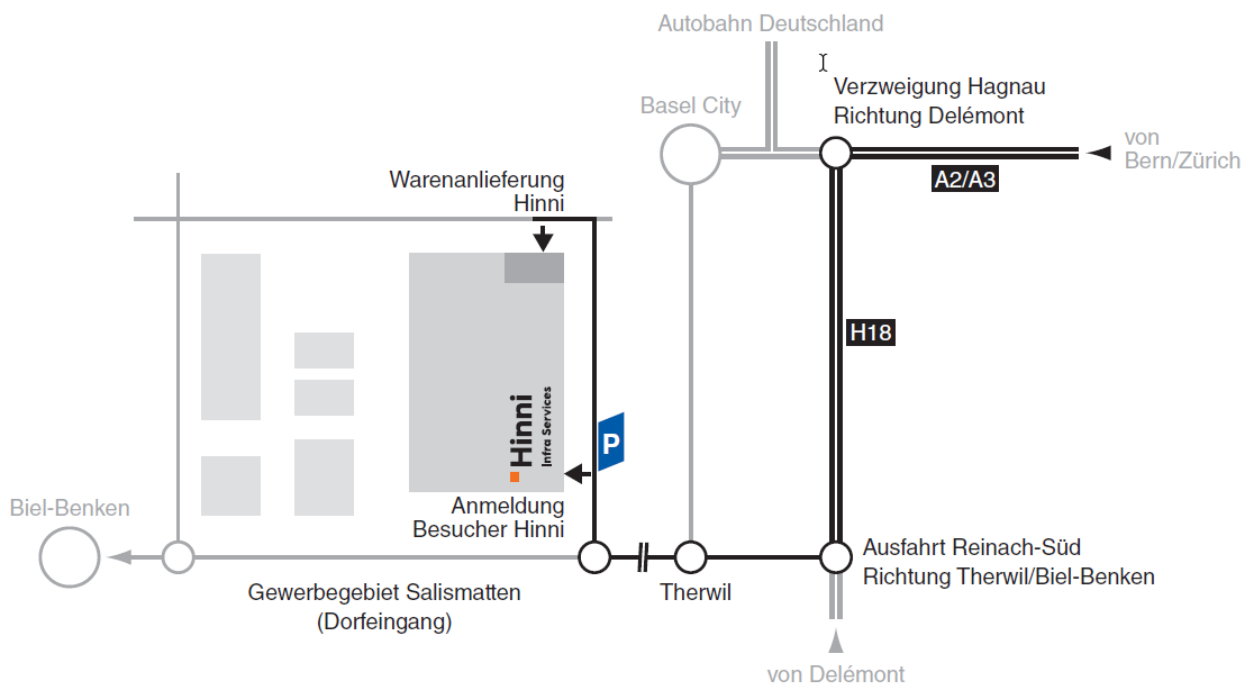 Autobahn Deutschland
Verzweigung Hagnau
Richtung Delémont
Basel City
von
Bern/Zürich
A2/A3
Warenanlieferung
Hinni
H18
Hinni
Infra Services
P
Anmeldung
Besucher Hinni
Biel-Benken
Ausfahrt Reinach-Süd
Richtung Therwil/Biel-Benken
Gewerbegebiet Salismatten
(Dorfeingang)
Therwil
von Delémont